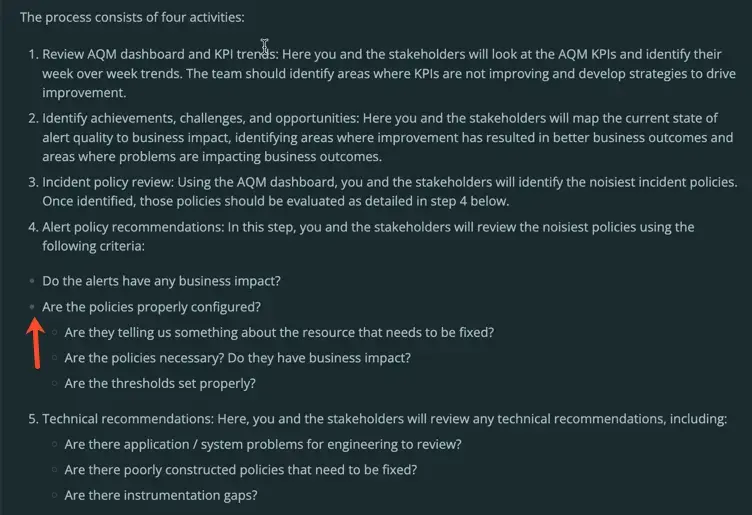 The process consists of four activities:
1. Review AQM dashboard and KPI trends: Here you and the stakeholders will look at the AQM KPIs and identify their
week over week trends. The team should identify areas where KPIs are not improving and develop strategies to drive
improvement.
2. Identify achievements, challenges, and opportunities: Here you and the stakeholders will map the current state of
alert quality to business impact, identifying areas where improvement has resulted in better business outcomes and
areas where problems are impacting business outcomes.
3. Incident policy review: Using the AQM dashboard, you and the stakeholders will identify the noisiest incident policies.
Once identified, those policies should be evaluated as detailed in step 4 below.
4. Alert policy recommendations: In this step, you and the stakeholders will review the noisiest policies using the
following criteria:
Do the alerts have any business impact?
Are the policies properly configured?
Are they telling us something about the resource that needs to be fixed?
Are the policies necessary? Do they have business impact?
Are the thresholds set properly?
5. Technical recommendations: Here, you and the stakeholders will review any technical recommendations, including:
Are there application / system problems for engineering to review?
Are there poorly constructed policies that need to be fixed?
Are there instrumentation gaps?